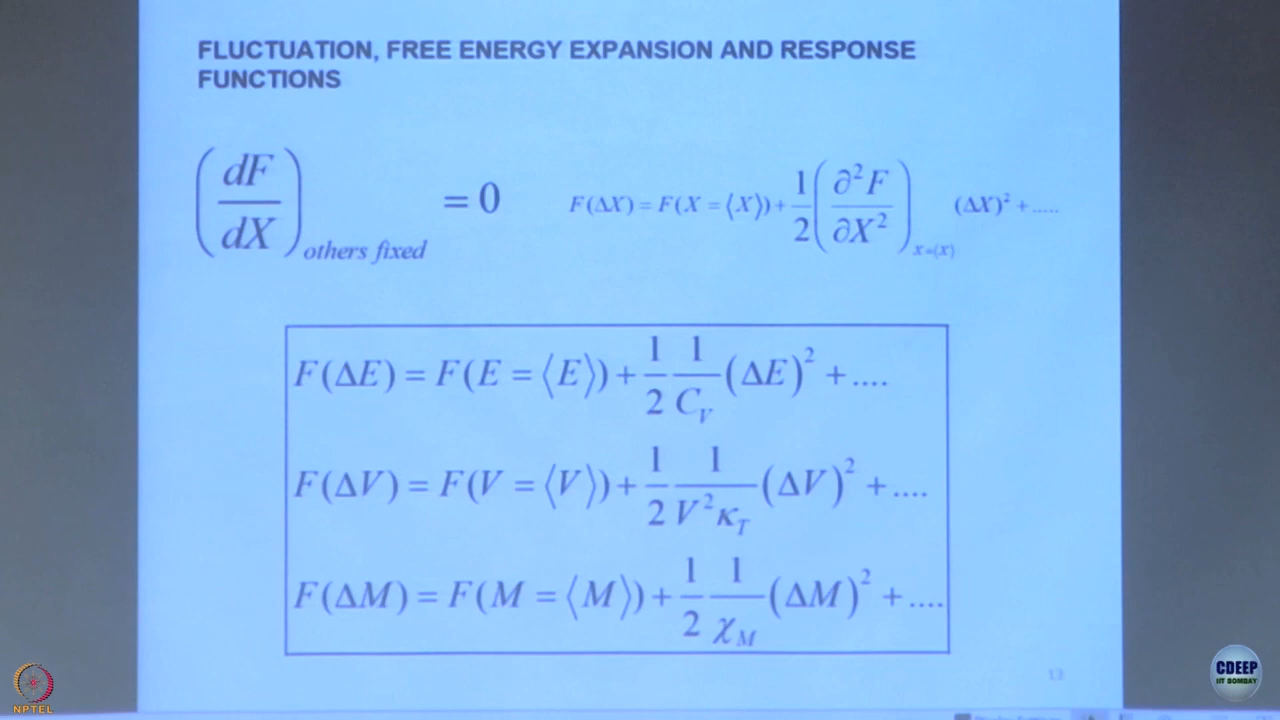 FLUCTUATION, FREE ENERGY EXPANSION AND RESPONSE
FUNCTIONS
(dF/dX)_others fixed = 0
F(ΔX) = F(X = ⟨X⟩) + 1/2 (∂²F/∂X²)_X=⟨X⟩ (ΔX)² + .....
F(ΔE) = F(E = ⟨E⟩) + 1/2 1/C_V (ΔE)² + ....
F(ΔV) = F(V = ⟨V⟩) + 1/2 1/V²κ_T (ΔV)² + ....
F(ΔM) = F(M = ⟨M⟩) + 1/2 1/χ_M (ΔM)² + ....
13
NPTEL
CDEEP
IIT BOMBAY